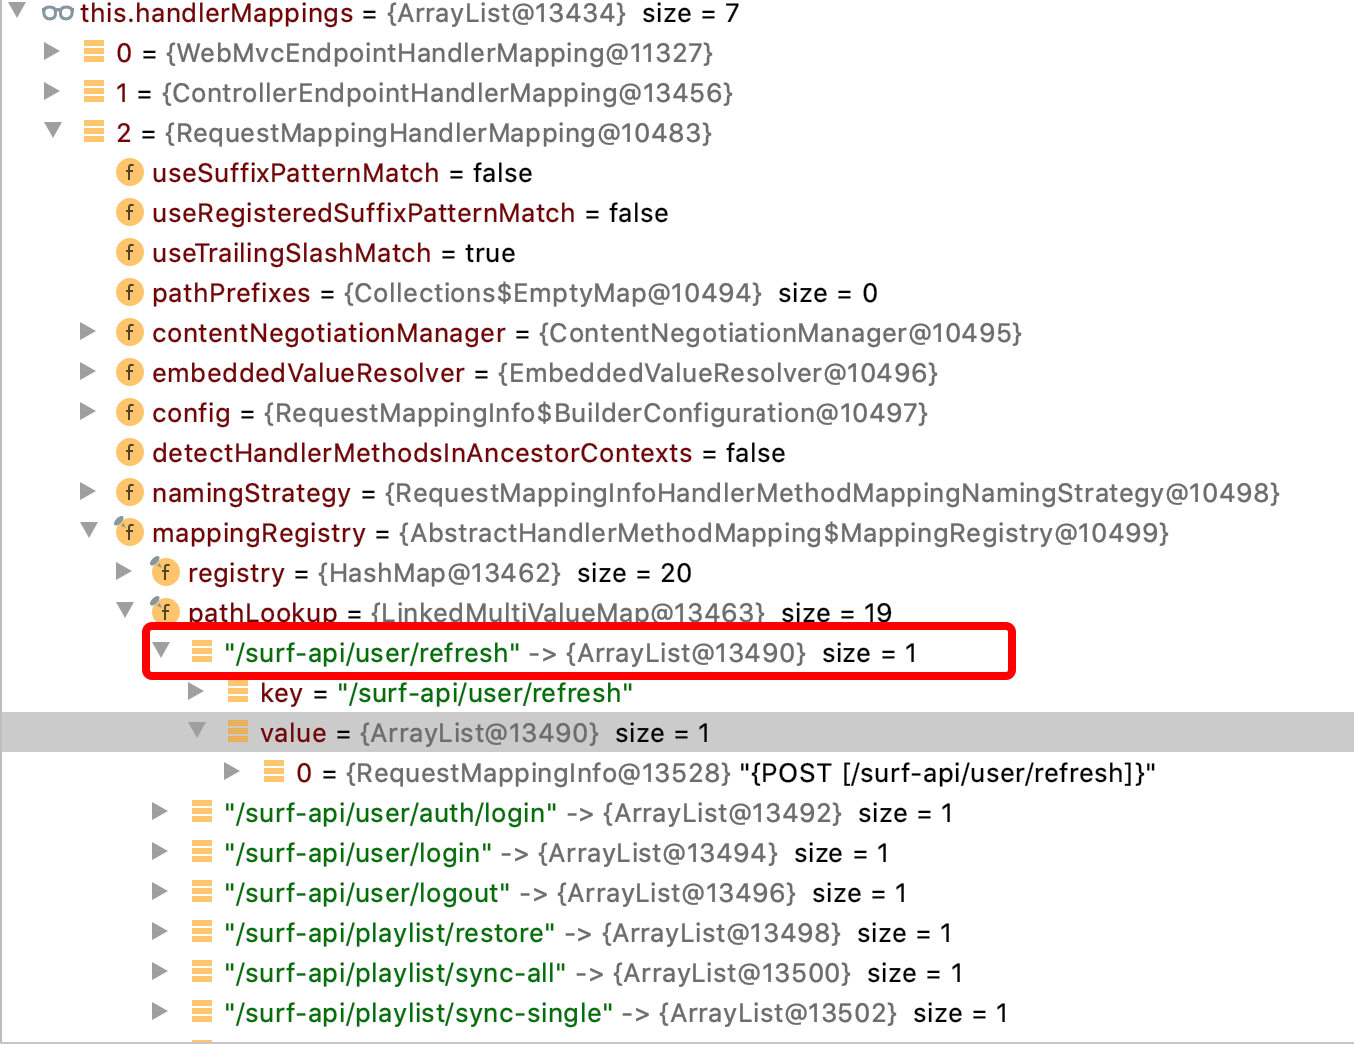 this.handlerMappings = {ArrayList@13434} size = 7
0 = {WebMvcEndpointHandlerMapping@11327}
1 = {ControllerEndpointHandlerMapping@13456}
2 = {RequestMappingHandlerMapping@10483}
f useSuffixPatternMatch = false
f useRegisteredSuffixPatternMatch = false
f useTrailingSlashMatch = true
f pathPrefixes = {Collections$EmptyMap@10494} size = 0
f contentNegotiationManager = {ContentNegotiationManager@10495}
f embeddedValueResolver = {EmbeddedValueResolver@10496}
f config = {RequestMappingInfo$BuilderConfiguration@10497}
f detectHandlerMethodsInAncestorContexts = false
f namingStrategy = {RequestMappingInfoHandlerMethodMappingNamingStrategy@10498}
f mappingRegistry = {AbstractHandlerMethodMapping$MappingRegistry@10499}
f registry = {HashMap@13462} size = 20
f pathLookup = {LinkedMultiValueMap@13463} size = 19
"/surf-api/user/refresh" -> {ArrayList@13490} size = 1
key = "/surf-api/user/refresh"
value = {ArrayList@13490} size = 1
0 = {RequestMappingInfo@13528} "{POST [/surf-api/user/refresh]}"
"/surf-api/user/auth/login" -> {ArrayList@13492} size = 1
"/surf-api/user/login" -> {ArrayList@13494} size = 1
"/surf-api/user/logout" -> {ArrayList@13496} size = 1
"/surf-api/playlist/restore" -> {ArrayList@13498} size = 1
"/surf-api/playlist/sync-all" -> {ArrayList@13500} size = 1
"/surf-api/playlist/sync-single" -> {ArrayList@13502} size = 1